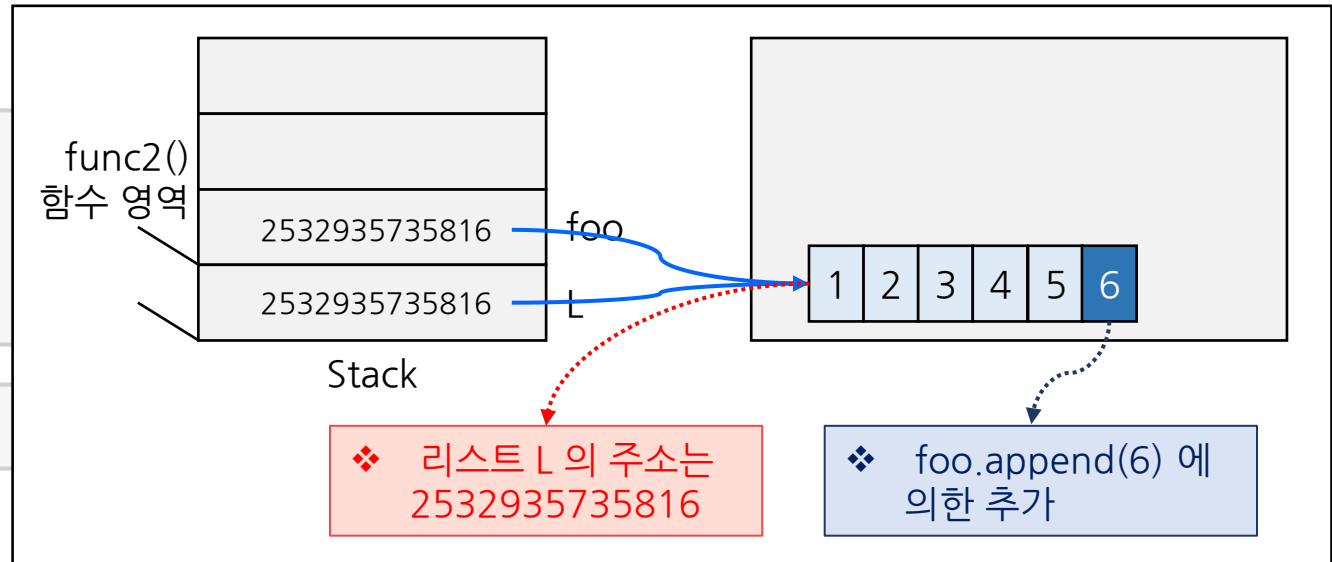 func2()
함수 영역
2532935735816
foo
2532935735816
L
Stack
1 2 3 4 5 6
❖ 리스트 L 의 주소는
2532935735816
❖ foo.append(6) 에
의한 추가